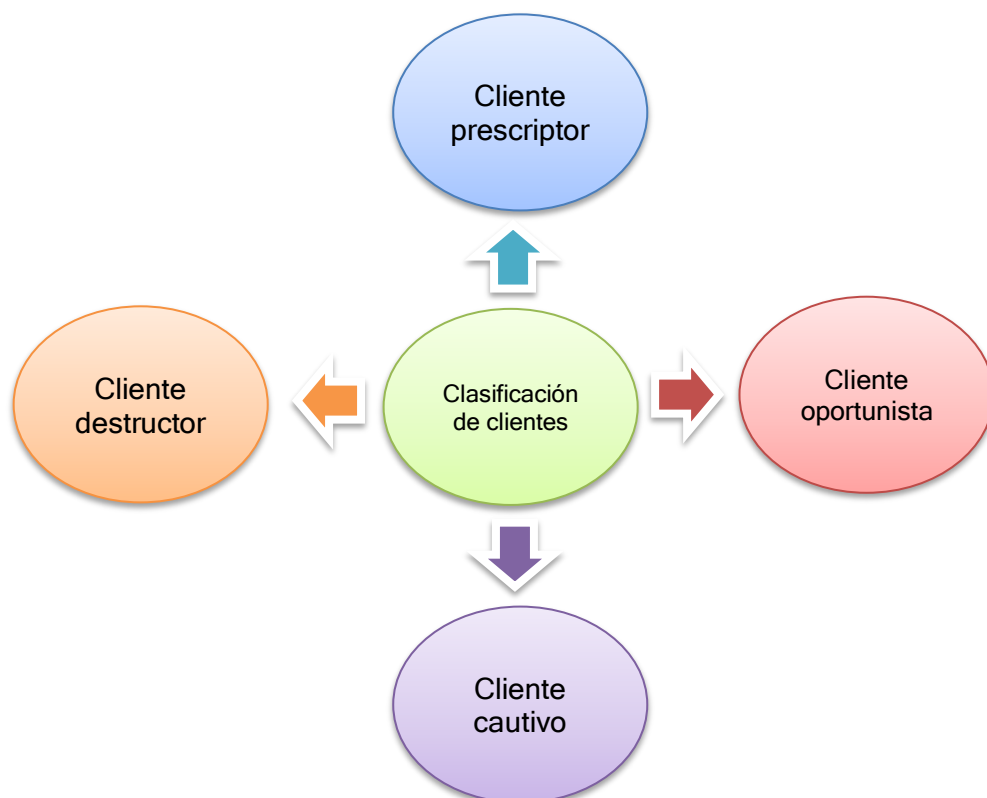 Cliente
prescriptor
Cliente
destructor
Clasificación
de clientes
Cliente
oportunista
Cliente
cautivo